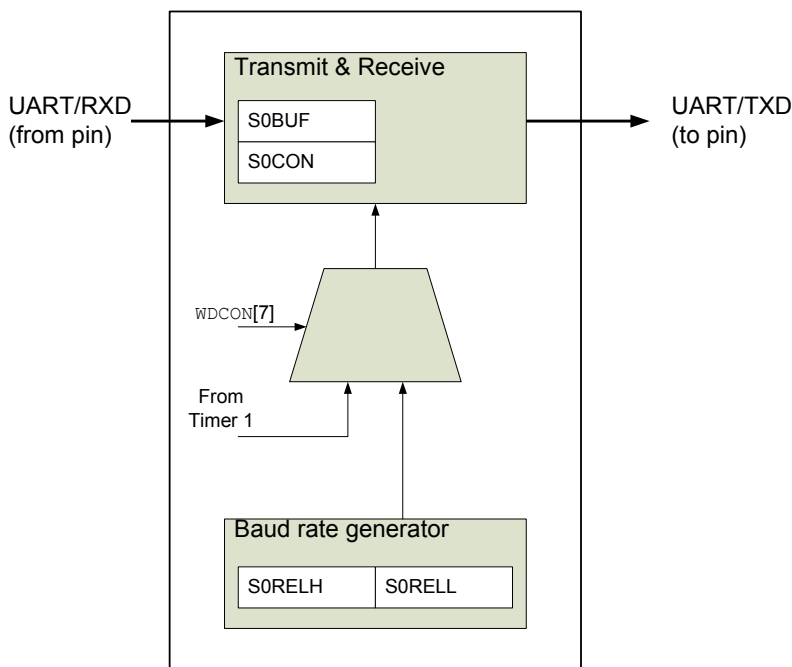 Transmit & Receive
UART/RXD
(from pin)
UART/TXD
(to pin)
S0BUF
S0CON
WDCON[7]
From
Timer 1
Baud rate generator
S0RELH
S0RELL